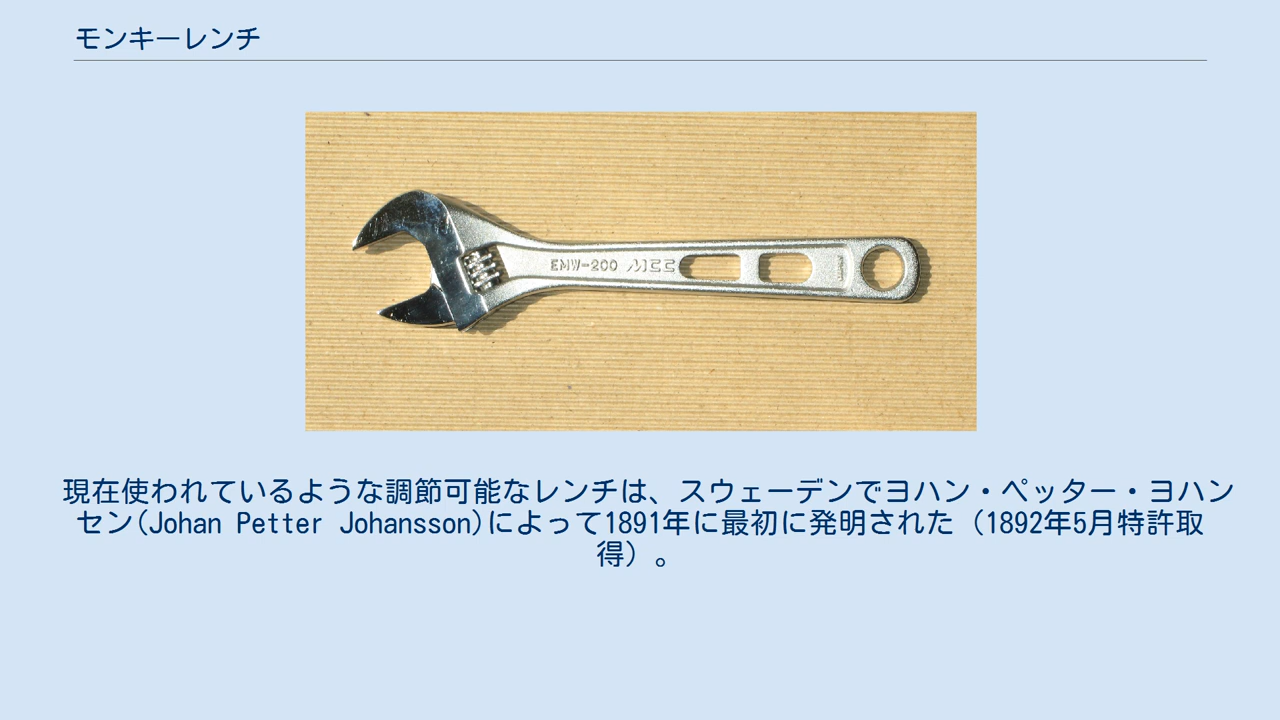 モンキーレンチ
EMW-200 MCC
現在使われているような調節可能なレンチは、スウェーデンでヨハン・ペッター・ヨハン
セン(Johan Petter Johansson)によって1891年に最初に発明された（1892年5月特許取
得）。